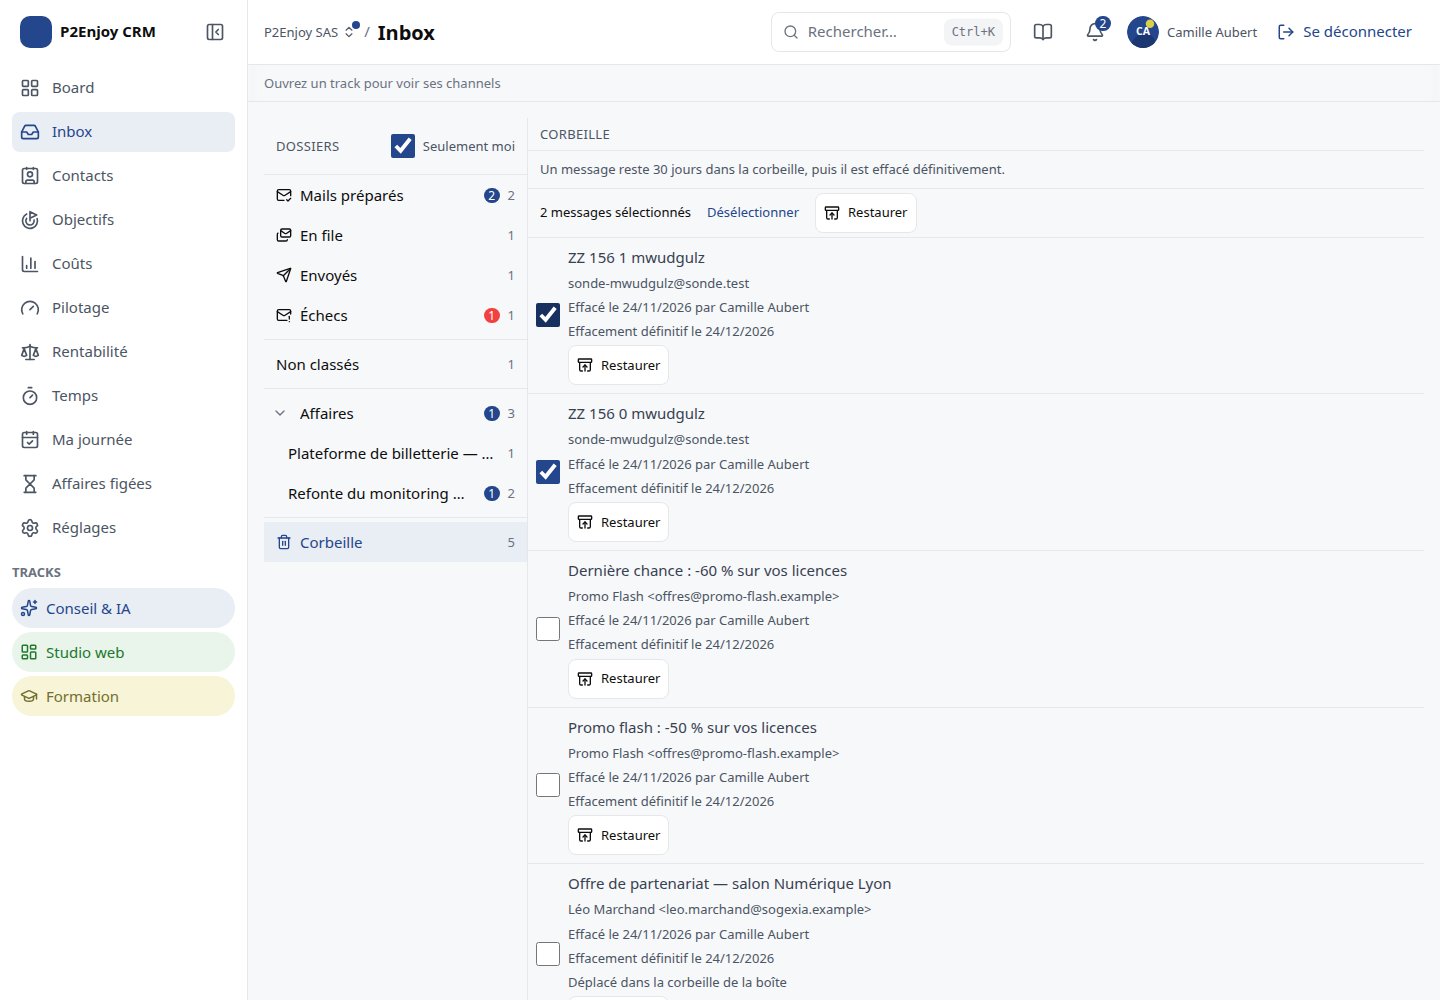 P2Enjoy CRM
Board
Inbox
Contacts
Objectifs
Coûts
Pilotage
Rentabilité
Temps
Ma journée
Affaires figées
Réglages
TRACKS
Conseil & IA
Studio web
Formation
P2Enjoy SAS / Inbox
Rechercher... Ctrl+K
2
CA Camille Aubert
Se déconnecter
Ouvrez un track pour voir ses channels
DOSSIERS Seulement moi
Mails préparés 2 2
En file 1
Envoyés 1
Échecs 1 1
Non classés 1
Affaires 1 3
Plateforme de billetterie — ... 1
Refonte du monitoring ... 1 2
Corbeille 5
CORBEILLE
Un message reste 30 jours dans la corbeille, puis il est effacé définitivement.
2 messages sélectionnés Désélectionner Restaurer
ZZ 156 1 mwudgulz
sonde-mwudgulz@sonde.test
Effacé le 24/11/2026 par Camille Aubert
Effacement définitif le 24/12/2026
Restaurer
ZZ 156 0 mwudgulz
sonde-mwudgulz@sonde.test
Effacé le 24/11/2026 par Camille Aubert
Effacement définitif le 24/12/2026
Restaurer
Dernière chance : -60 % sur vos licences
Promo Flash <offres@promo-flash.example>
Effacé le 24/11/2026 par Camille Aubert
Effacement définitif le 24/12/2026
Restaurer
Promo flash : -50 % sur vos licences
Promo Flash <offres@promo-flash.example>
Effacé le 24/11/2026 par Camille Aubert
Effacement définitif le 24/12/2026
Restaurer
Offre de partenariat — salon Numérique Lyon
Léo Marchand <leo.marchand@sogexia.example>
Effacé le 24/11/2026 par Camille Aubert
Effacement définitif le 24/12/2026
Déplacé dans la corbeille de la boîte